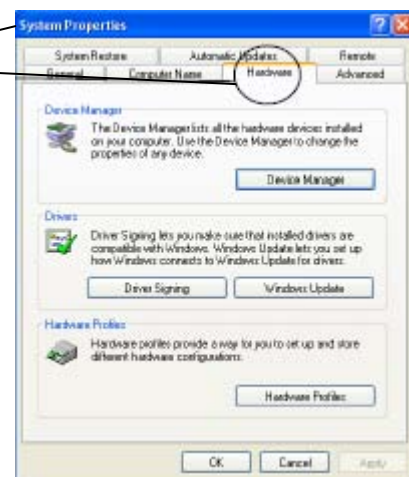 System Properties
System Restore Automatic Updates Remote
General Computer Name Hardware Advanced
Device Manager
The Device Manager lists all the hardware devices installed
on your computer. Use the Device Manager to change the
properties of any device.
Device Manager
Drivers
Driver Signing lets you make sure that installed drivers are
compatible with Windows. Windows Update lets you set up
how Windows connects to Windows Update for drivers.
Driver Signing Windows Update
Hardware Profiles
Hardware profiles provide a way for you to set up and store
different hardware configurations.
Hardware Profiles
OK Cancel Apply